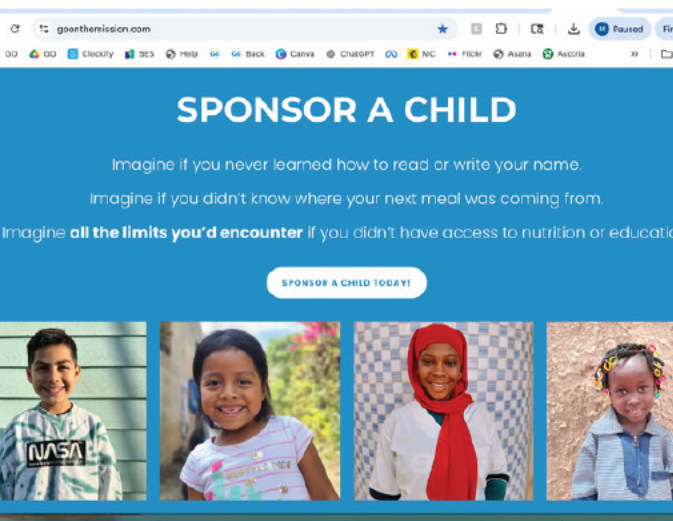 goonthemission.com
Paused
GO Clockify SES Help Back Canva ChatGPT MC Flickr Asana Asceria
SPONSOR A CHILD
Imagine if you never learned how to read or write your name.
Imagine if you didn't know where your next meal was coming from.
Imagine all the limits you'd encounter if you didn't have access to nutrition or educatio
SPONSOR A CHILD TODAY!
NASA